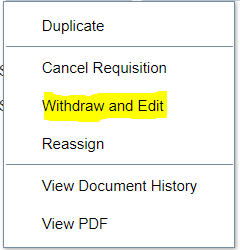 Duplicate
Cancel Requisition
Withdraw and Edit
Reassign
View Document History
View PDF